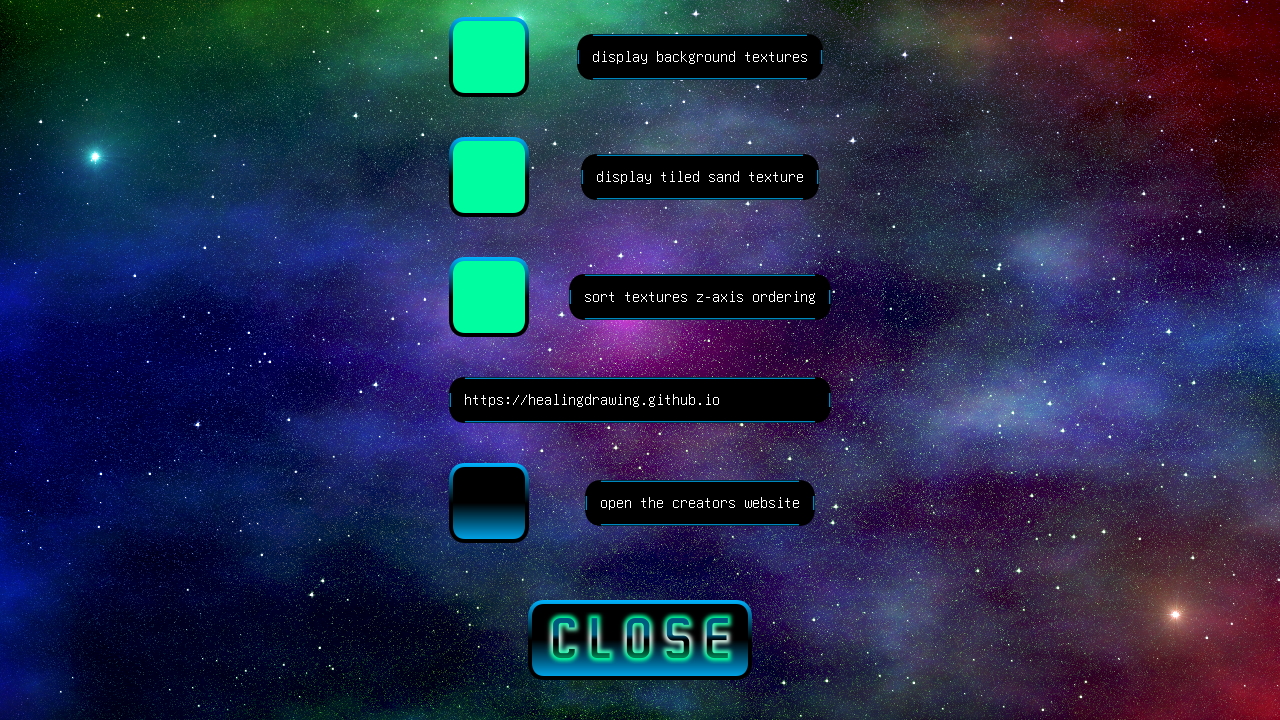 display background textures
display tiled sand texture
sort textures z-axis ordering
https://healingdrawing.github.io
open the creators website
CLOSE